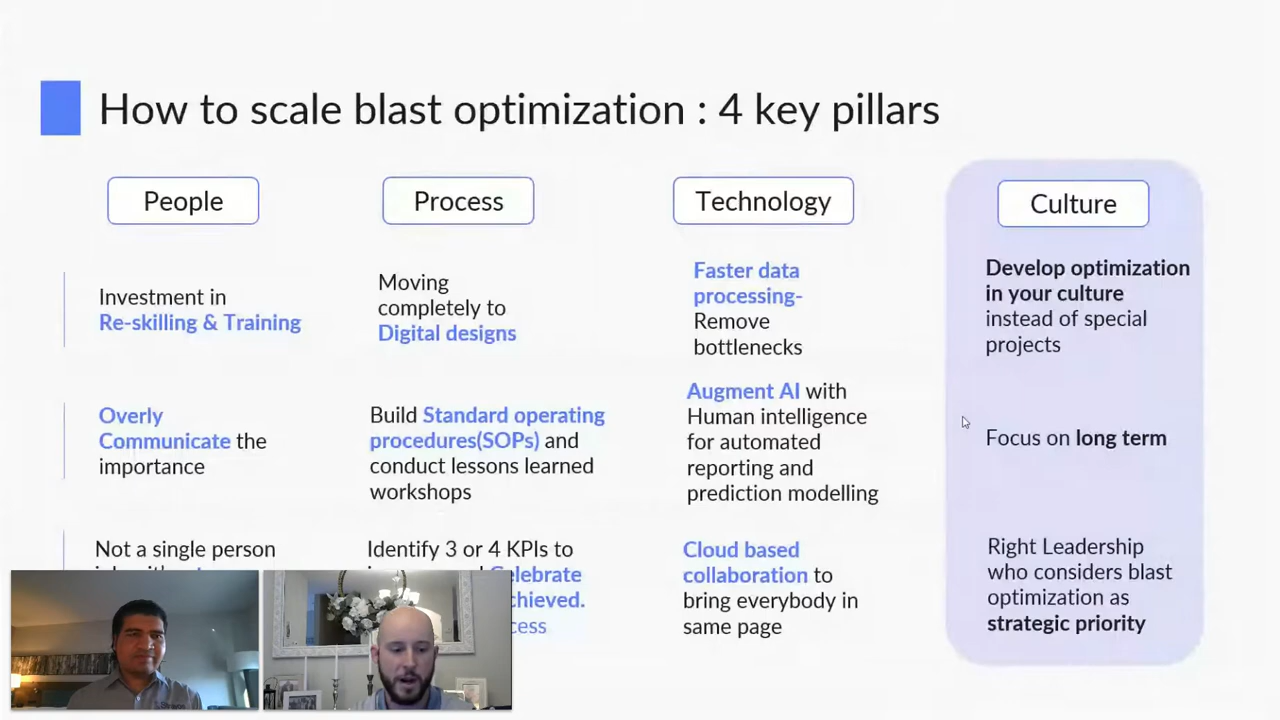 How to scale blast optimization : 4 key pillars
People
Investment in
Re-skilling & Training
Overly
Communicate the
importance
Not a single person
Process
Moving
completely to
Digital designs
Build Standard operating
procedures(SOPs) and
conduct lessons learned
workshops
Identify 3 or 4 KPIs to
Technology
Faster data
processing-
Remove
bottlenecks
Augment AI with
Human intelligence
for automated
reporting and
prediction modelling
Cloud based
collaboration to
bring everybody in
same page
Culture
Develop optimization
in your culture
instead of special
projects
Focus on long term
Right Leadership
who considers blast
optimization as
strategic priority